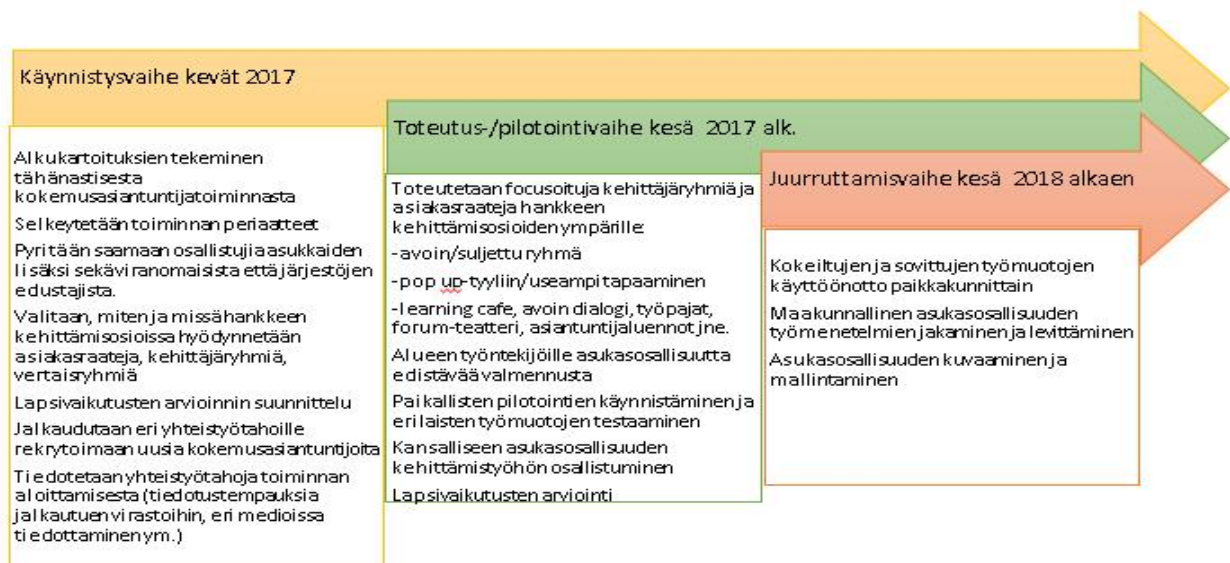 Käynnistysvaihe kevät 2017
Alkukartoituksien tekeminen
tähänastisesta
kokemusasiantuntijatoiminnasta
Selkeytetään toiminnan periaatteet
Pyritään saamaan osallistujia asukkaiden
lisäksi sekä viranomaisista että järjestöjen
edustajista.
Valitaan, miten ja missä hankkeen
kehittämisosioissa hyödynnetään
asiakasraateja, kehittäjäryhmiä,
vertaisryhmiä
Lapsivaikutusten arvioinnin suunnittelu
Jalkaudutaan eri yhteistyötahoille
rekrytoimaan uusia kokemusasiantuntijoita
Tiedotetaan yhteistyötahoja toiminnan
aloittamisesta (tiedotustempauksia
jalkautuen virastoihin, eri medioissa
tiedottaminen ym.)
Toteutus-/pilotointivaihe kesä 2017 alk.
Toteutetaan focusoituja kehittäjäryhmiä ja
asiakasraateja hankkeen
kehittämisosioiden ympärille:
-avoin/suljettu ryhmä
-pop up-tyyliin/useampi tapaaminen
-learning cafe, avoin dialogi, työpajat,
forum-teatteri, asiantuntijaluennot jne.
Alueen työntekijöille asukasosallisuutta
edistävää valmennusta
Paikallisten pilotointien käynnistäminen ja
erilaisten työmuotojen testaaminen
Kansalliseen asukasosallisuuden
kehittämistyöhön osallistuminen
Lapsivaikutusten arviointi
Juurruttamisvaihe kesä 2018 alkaen
Kokeiltujen ja sovittujen työmuotojen
käyttöönotto paikkakunnittain
Maakunnallinen asukasosallisuuden
työmenetelmien jakaminen ja levittäminen
Asukasosallisuuden kuvaaminen ja
mallintaminen